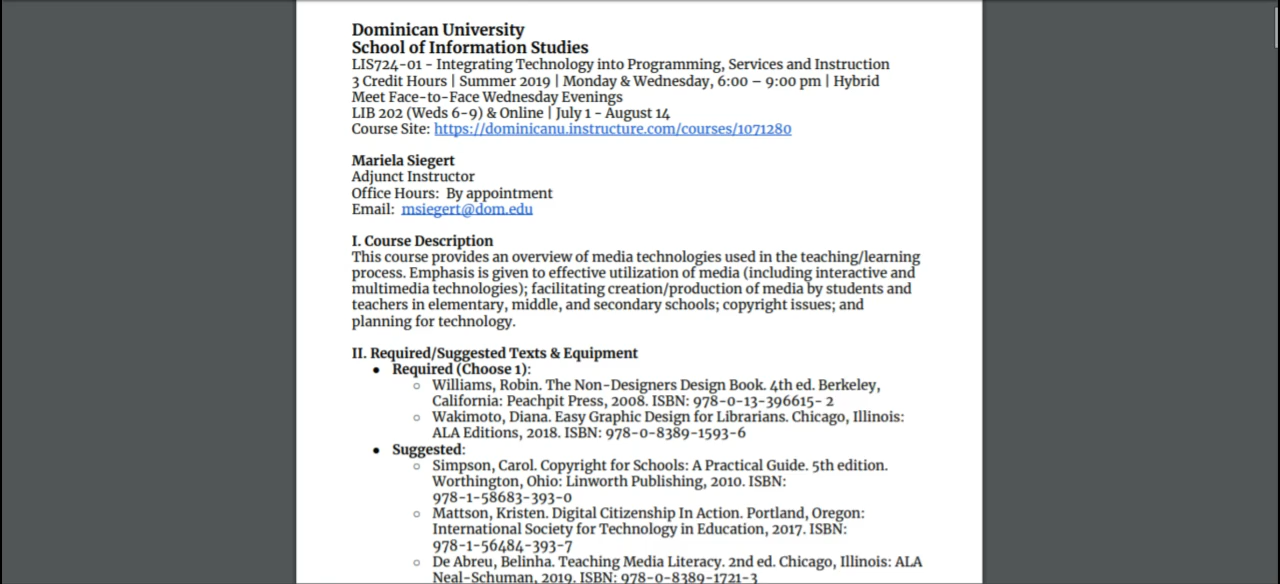 Dominican University
School of Information Studies
LIS724-01 - Integrating Technology into Programming, Services and Instruction
3 Credit Hours | Summer 2019 | Monday & Wednesday, 6:00 – 9:00 pm | Hybrid
Meet Face-to-Face Wednesday Evenings
LIB 202 (Weds 6-9) & Online | July 1 - August 14
Course Site: https://dominicanu.instructure.com/courses/1071280
Mariela Siegert
Adjunct Instructor
Office Hours: By appointment
Email: msiegert@dom.edu
I. Course Description
This course provides an overview of media technologies used in the teaching/learning
process. Emphasis is given to effective utilization of media (including interactive and
multimedia technologies); facilitating creation/production of media by students and
teachers in elementary, middle, and secondary schools; copyright issues; and
planning for technology.
II. Required/Suggested Texts & Equipment
● Required (Choose 1):
○ Williams, Robin. The Non-Designers Design Book. 4th ed. Berkeley,
California: Peachpit Press, 2008. ISBN: 978-0-13-396615- 2
○ Wakimoto, Diana. Easy Graphic Design for Librarians. Chicago, Illinois:
ALA Editions, 2018. ISBN: 978-0-8389-1593-6
● Suggested:
○ Simpson, Carol. Copyright for Schools: A Practical Guide. 5th edition.
Worthington, Ohio: Linworth Publishing, 2010. ISBN:
978-1-58683-393-0
○ Mattson, Kristen. Digital Citizenship In Action. Portland, Oregon:
International Society for Technology in Education, 2017. ISBN:
978-1-56484-393-7
○ De Abreu, Belinha. Teaching Media Literacy. 2nd ed. Chicago, Illinois: ALA
Neal-Schuman, 2019. ISBN: 978-0-8389-1721-3